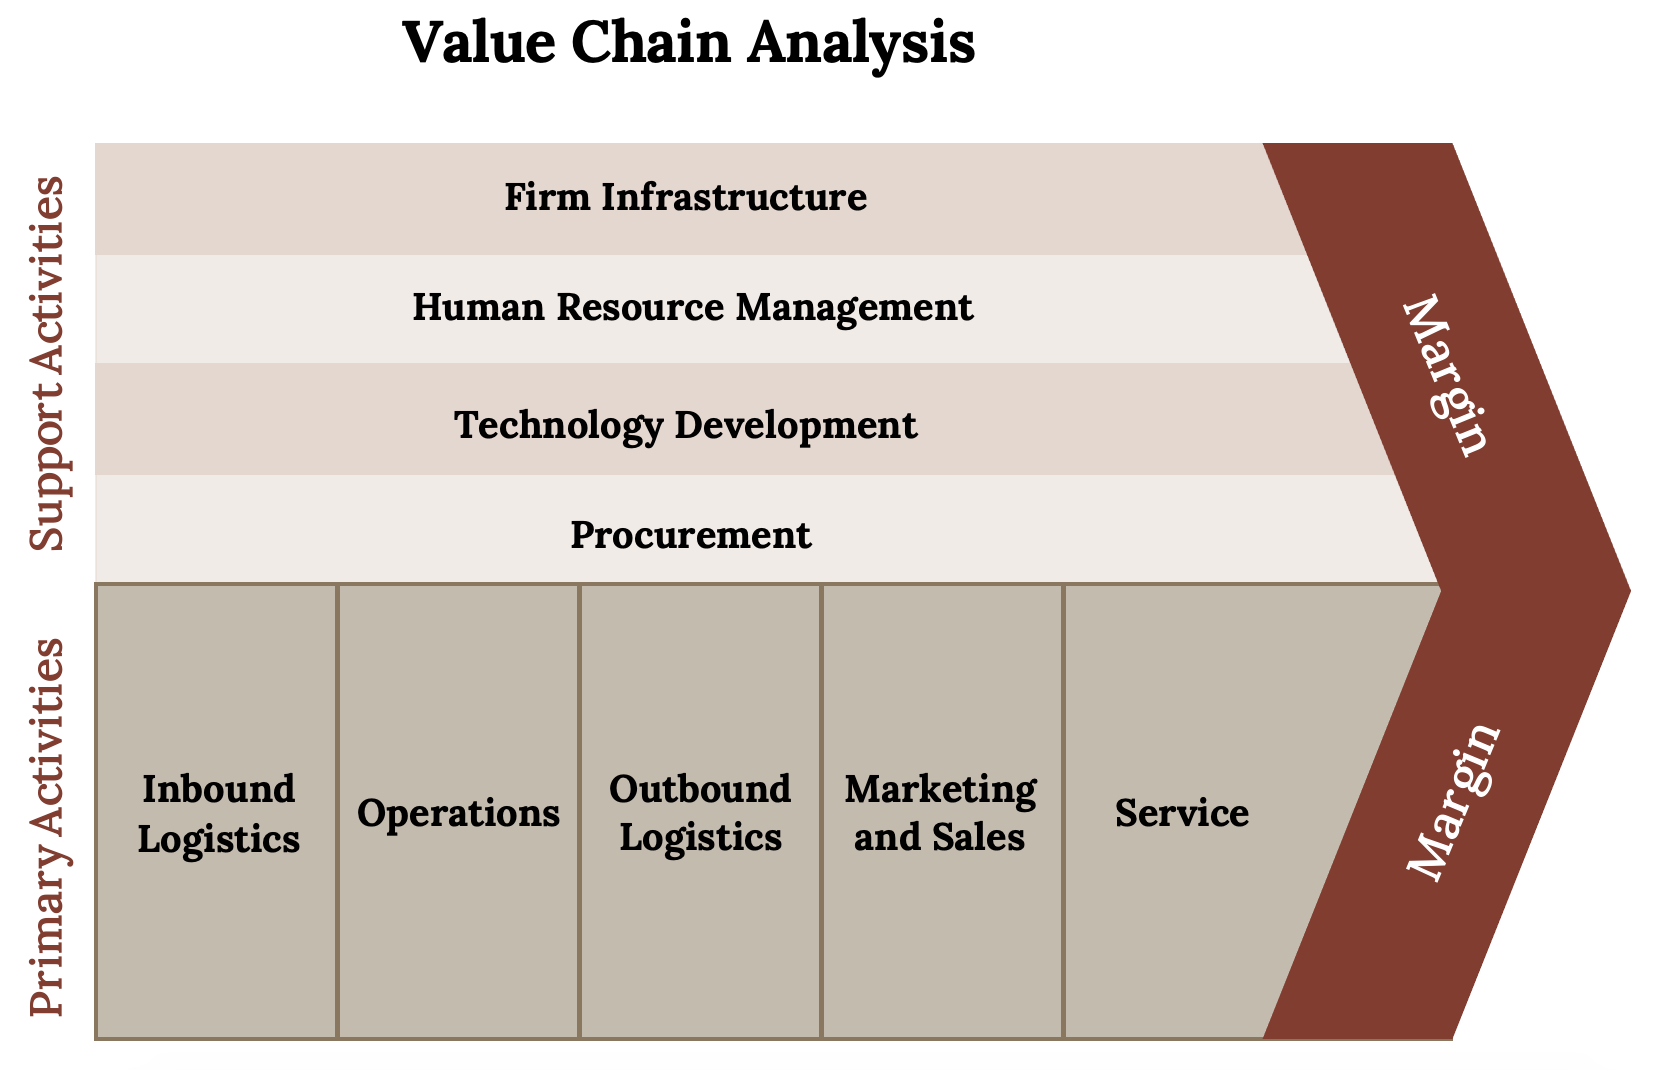 Value Chain Analysis
Support Activities
Firm Infrastructure
Human Resource Management
Technology Development
Procurement
Margin
Primary Activities
Inbound
Logistics
Operations
Outbound
Logistics
Marketing
and Sales
Service
Margin